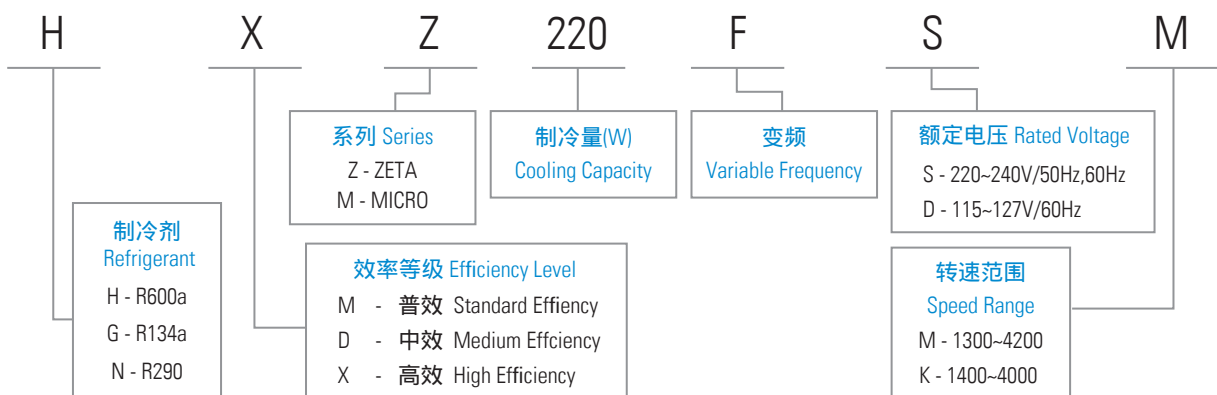 H X Z 220 F S M
系列 Series
Z - ZETA
M - MICRO
制冷量(W)
Cooling Capacity
变频
Variable Frequency
额定电压 Rated Voltage
S - 220~240V/50Hz,60Hz
D - 115~127V/60Hz
制冷剂
Refrigerant
H - R600a
G - R134a
N - R290
效率等级 Efficiency Level
M - 普效 Standard Effiency
D - 中效 Medium Effciency
X - 高效 High Efficiency
转速范围
Speed Range
M - 1300~4200
K - 1400~4000